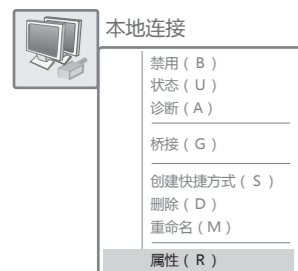 本地连接
禁用 ( B )
状态 ( U )
诊断 ( A )
桥接 ( G )
创建快捷方式 ( S )
删除 ( D )
重命名 ( M )
属性 ( R )